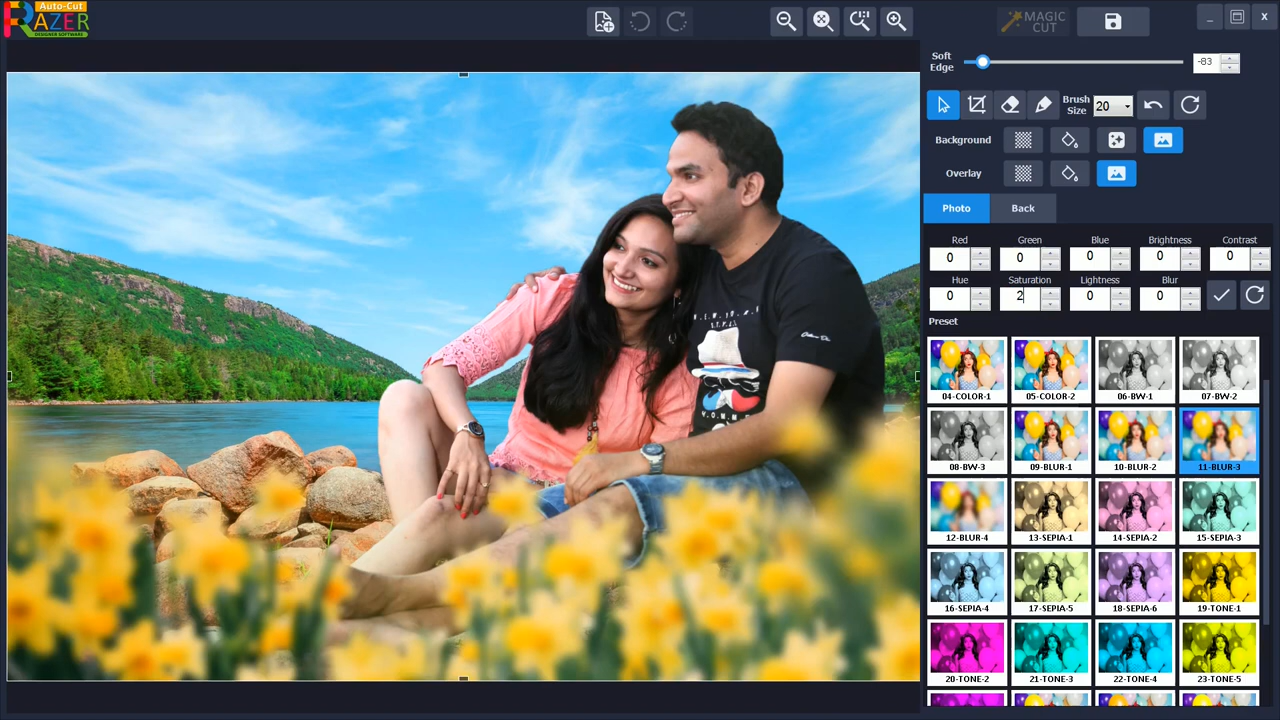 Auto-Cut
RAZER
DESIGNER SOFTWARE
MAGIC
CUT
X
Soft
Edge
-83
Brush
Size
20
Background
Overlay
Photo
Back
Red
Green
Blue
Brightness
Contrast
0
0
0
0
0
Hue
Saturation
Lightness
Blur
0
2
0
0
Preset
04-COLOR-1
05-COLOR-2
06-BW-1
07-BW-2
08-BW-3
09-BLUR-1
10-BLUR-2
11-BLUR-3
12-BLUR-4
13-SEPIA-1
14-SEPIA-2
15-SEPIA-3
16-SEPIA-4
17-SEPIA-5
18-SEPIA-6
19-TONE-1
20-TONE-2
21-TONE-3
22-TONE-4
23-TONE-5